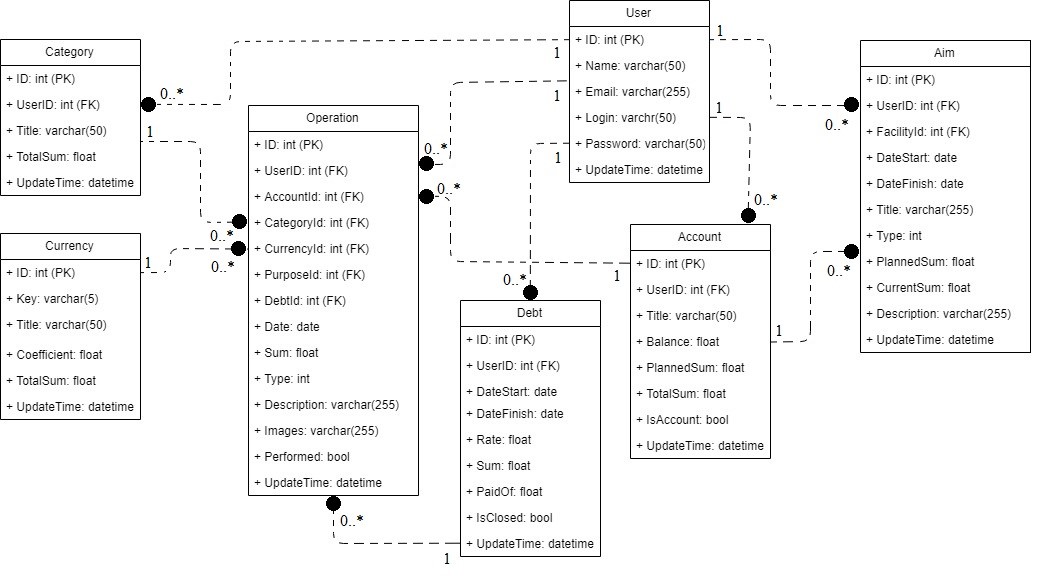 User
+ ID: int (PK)
+ Name: varchar(50)
+ Email: varchar(255)
+ Login: varchr(50)
+ Password: varchar(50)
+ UpdateTime: datetime
Category
+ ID: int (PK)
+ UserID: int (FK)
+ Title: varchar(50)
+ TotalSum: float
+ UpdateTime: datetime
Aim
+ ID: int (PK)
+ UserID: int (FK)
+ FacilityId: int (FK)
+ DateStart: date
+ DateFinish: date
+ Title: varchar(255)
+ Type: int
+ PlannedSum: float
+ CurrentSum: float
+ Description: varchar(255)
+ UpdateTime: datetime
Operation
+ ID: int (PK)
+ UserID: int (FK)
+ AccountId: int (FK)
+ CategoryId: int (FK)
+ CurrencyId: int (FK)
+ PurposeId: int (FK)
+ DebtId: int (FK)
+ Date: date
+ Sum: float
+ Type: int
+ Description: varchar(255)
+ Images: varchar(255)
+ Performed: bool
+ UpdateTime: datetime
Currency
+ ID: int (PK)
+ Key: varchar(5)
+ Title: varchar(50)
+ Coefficient: float
+ TotalSum: float
+ UpdateTime: datetime
Account
+ ID: int (PK)
+ UserID: int (FK)
+ Title: varchar(50)
+ Balance: float
+ PlannedSum: float
+ TotalSum: float
+ IsAccount: bool
+ UpdateTime: datetime
Debt
+ ID: int (PK)
+ UserID: int (FK)
+ DateStart: date
+ DateFinish: date
+ Rate: float
+ Sum: float
+ PaidOf: float
+ IsClosed: bool
+ UpdateTime: datetime
1
0..*
1
0..*
1
0..*
1
0..*
1
0..*
1
0..*
1
0..*
1
0..*
1
0..*
1
0..*